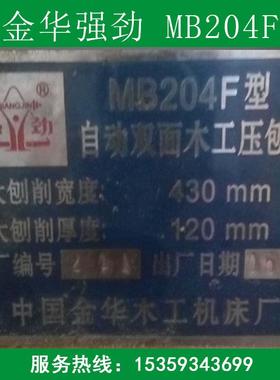 金华强劲 MB204F
QIANGJIN ®
劲
MB204F型
自动双面木工压刨
大刨削宽度: 430 mm
大刨削厚度: 120 mm
厂编号 出厂日期
中国金华木工机床厂
服务热线：15359343699